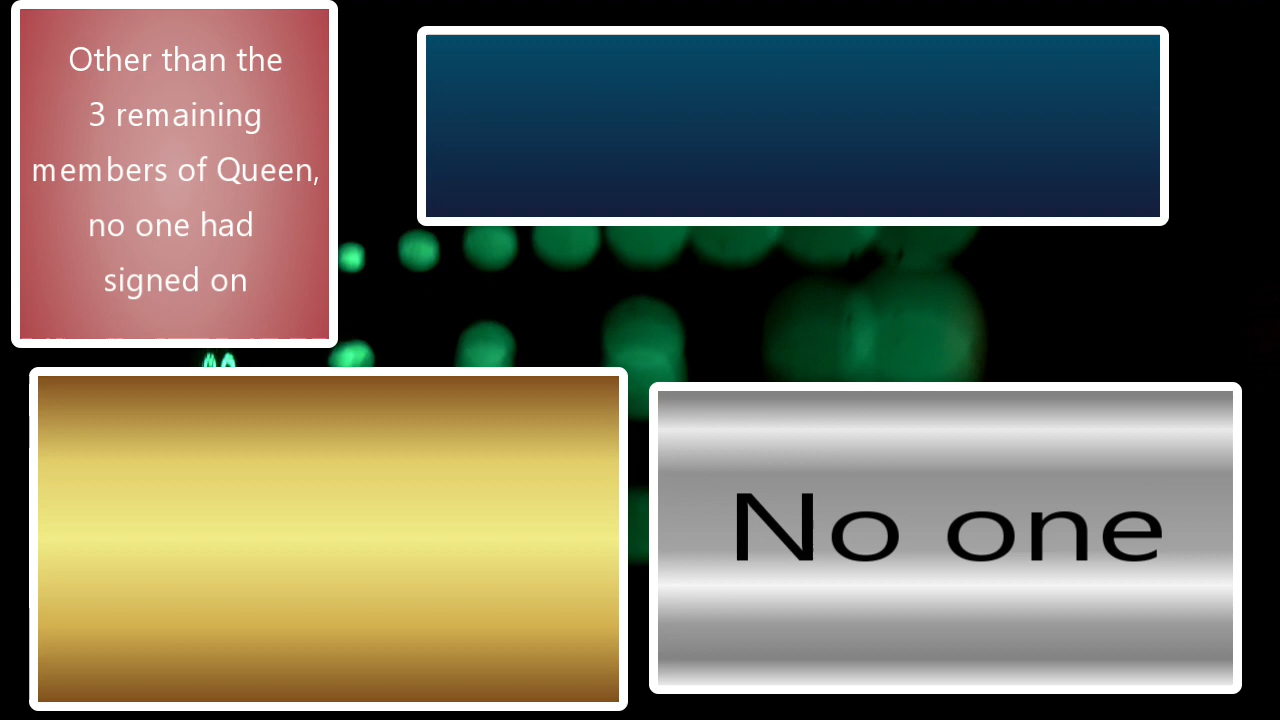 Other than the
3 remaining
members of Queen,
no one had
signed on
No one